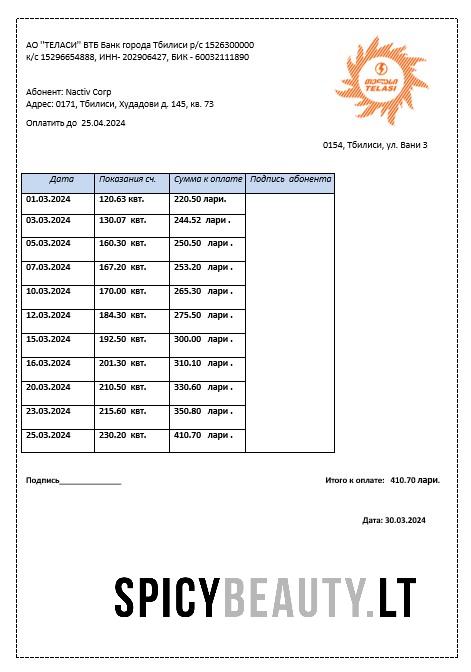 АО "ТЕЛАСИ" ВТБ Банк города Тбилиси р/с 1526300000
к/с 15296654888, ИНН- 202906427, БИК - 60032111890
თელასი
TELASI
Абонент: Nactiv Corp
Адрес: 0171, Тбилиси, Худадови д. 145, кв. 73
Оплатить до 25.04.2024
0154, Тбилиси, ул. Вани 3
Дата Показания сч. Сумма к оплате Подпись абонента
01.03.2024 120.63 квт. 220.50 лари.
03.03.2024 130.07 квт. 244.52 лари .
05.03.2024 160.30 квт. 250.50 лари .
07.03.2024 167.20 квт. 253.20 лари .
10.03.2024 170.00 квт. 265.30 лари .
12.03.2024 184.30 квт. 275.50 лари .
15.03.2024 192.50 квт. 300.00 лари .
16.03.2024 201.30 квт. 310.10 лари .
20.03.2024 210.50 квт. 330.60 лари .
23.03.2024 215.60 квт. 350.80 лари .
25.03.2024 230.20 квт. 410.70 лари .
Подпись______________ Итого к оплате: 410.70 лари.
Дата: 30.03.2024
SPICYBEAUTY.LT